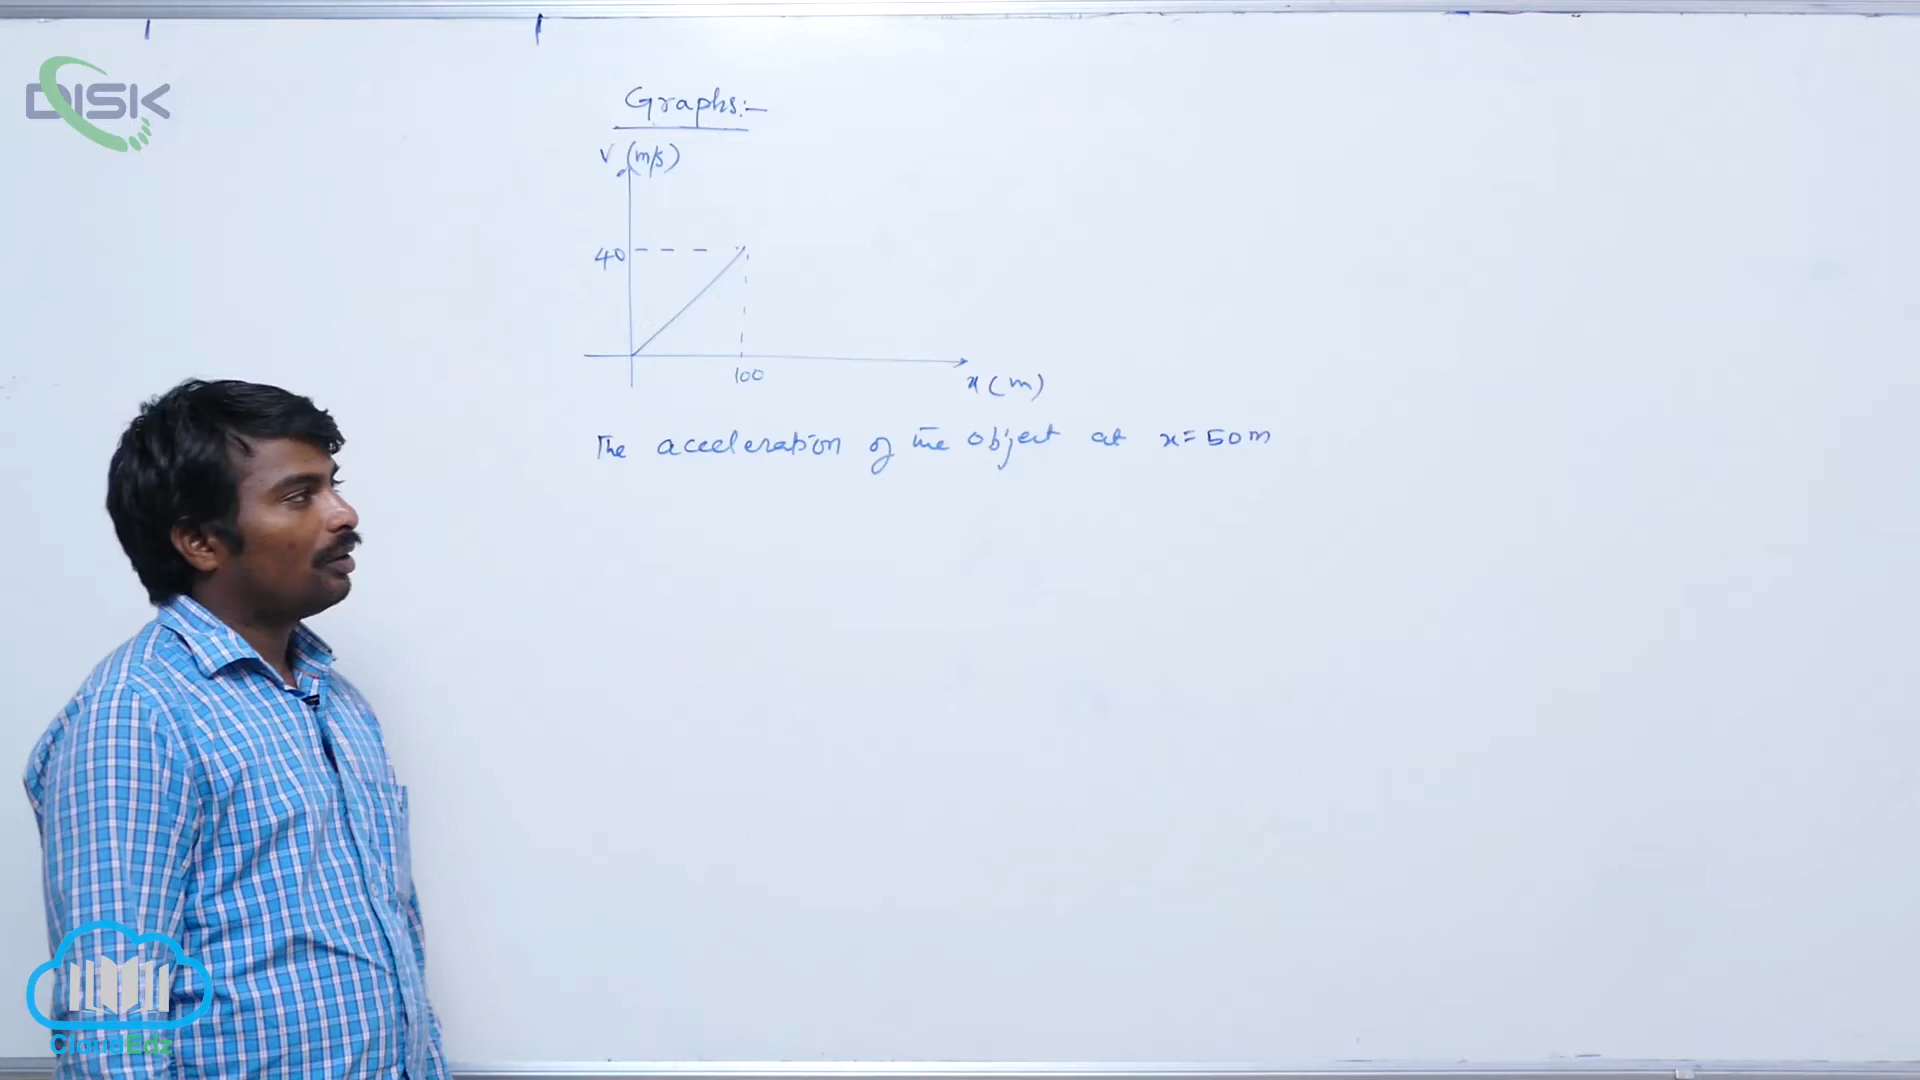 DISK
Graphs:-
V (m/s)
40
100
x (m)
The acceleration of the object at x = 50m
CloudEdz